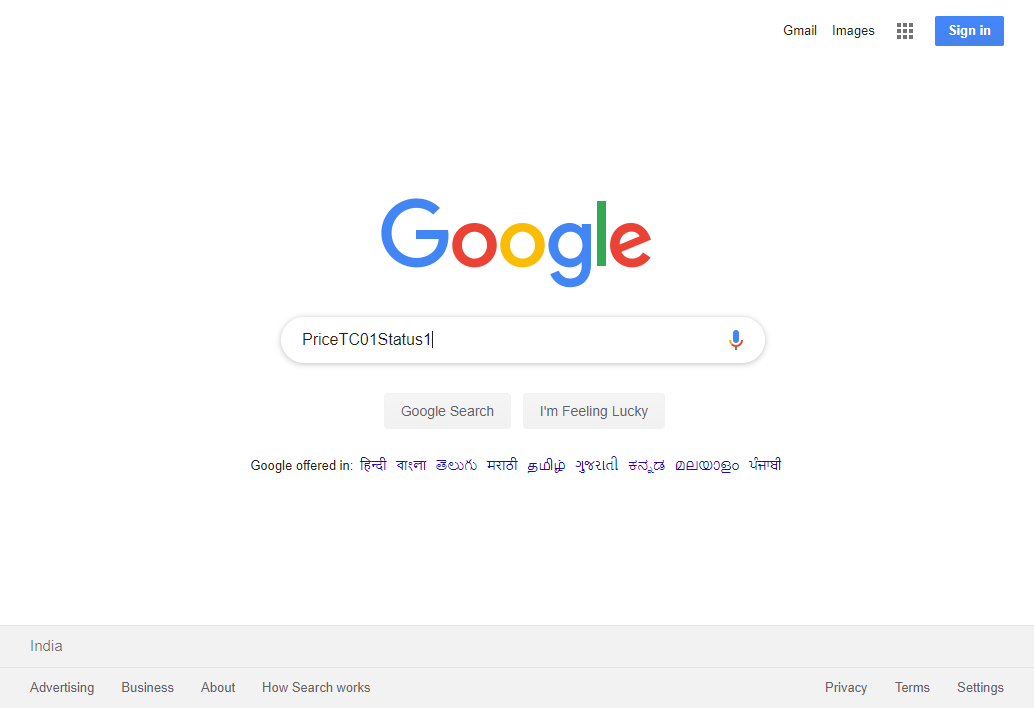 Gmail Images Sign in
Google
PriceTC01Status1
Google Search I'm Feeling Lucky
Google offered in: हिन्दी বাংলা తెలుగు मराठी தமிழ் ગુજરાતી ಕನ್ನಡ മലയാളം ਪੰਜਾਬੀ
India
Advertising Business About How Search works Privacy Terms Settings